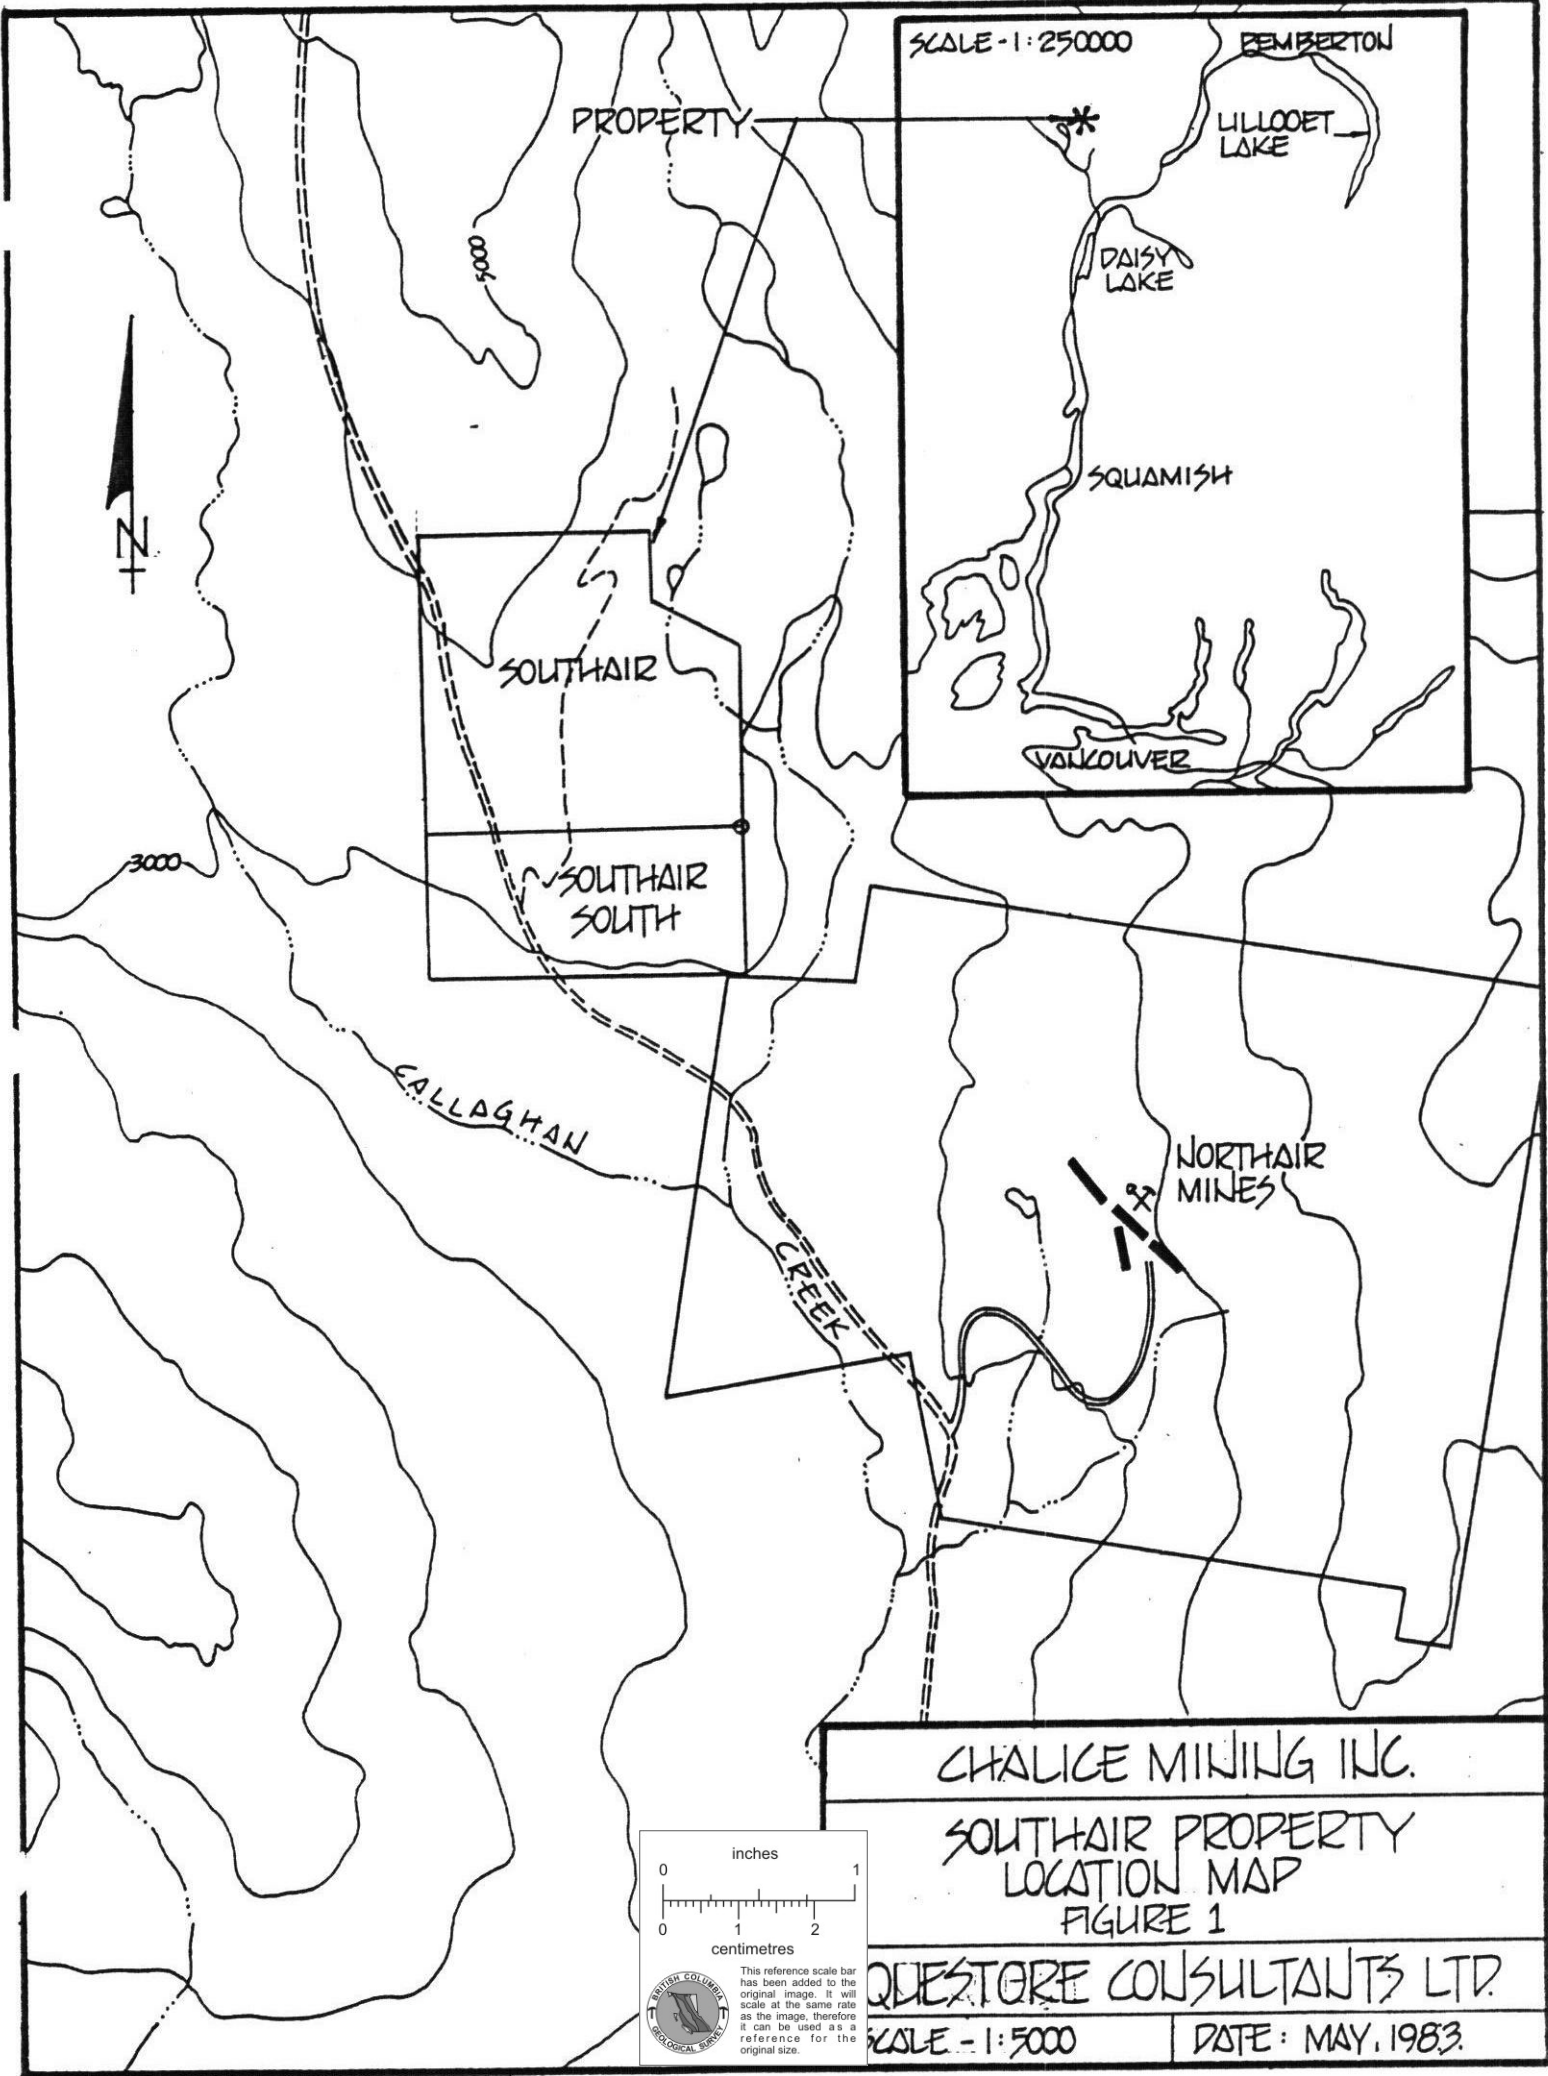 SCALE - 1:250000
PEMBERTON
PROPERTY
LILLOOET
LAKE
DAISY
LAKE
5000
SQUAMISH
N
SOUTHAIR
VANCOUVER
3000
SOUTHAIR
SOUTH
CALLAGHAN
CREEK
NORTHAIR
MINES
CHALICE MINING INC.
SOUTHAIR PROPERTY
LOCATION MAP
FIGURE 1
QUESTORE CONSULTANTS LTD.
SCALE - 1:5000
DATE: MAY, 1983.
inches
0 1
0 1 2
centimetres
This reference scale bar
has been added to the
original image. It will
scale at the same rate
as the image, therefore
it can be used as a
reference for the
original size.
BRITISH COLUMBIA
GEOLOGICAL SURVEY